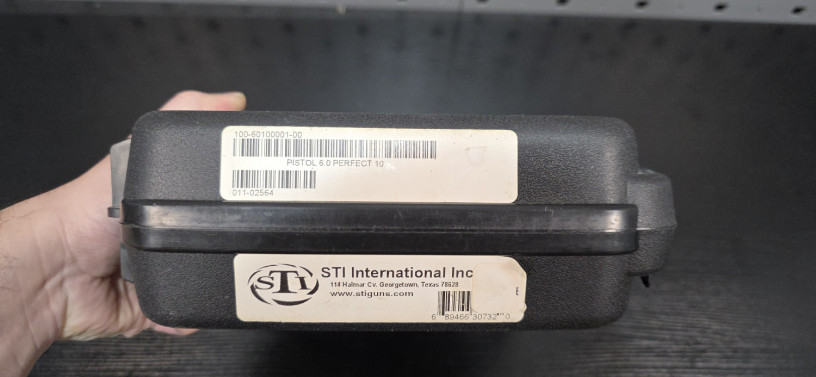 100-60100001-00
PISTOL 6.0 PERFECT 10
011-02564
STI
STI International Inc
114 Halmar Cv. Georgetown, Texas 78628
www.stiguns.com
6 89466 30732 0